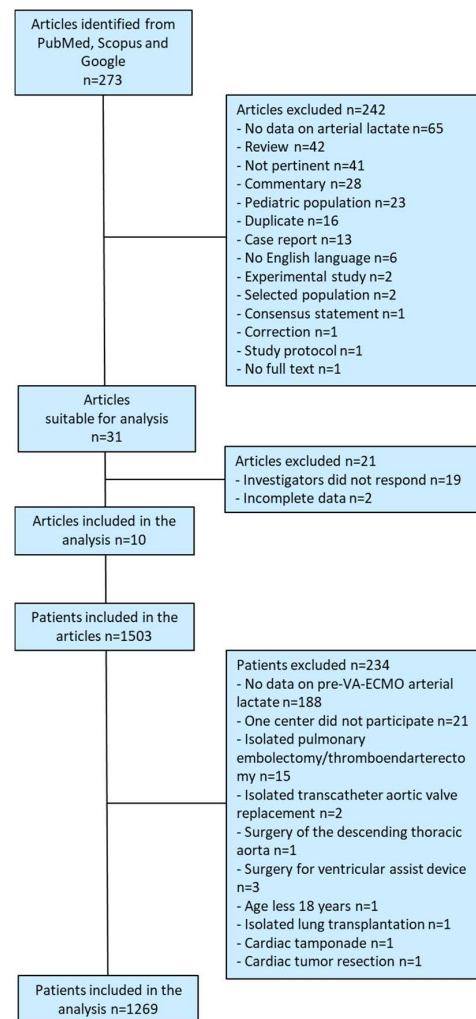 Articles identified from
PubMed, Scopus and
Google
n=273
Articles excluded n=242
- No data on arterial lactate n=65
- Review n=42
- Not pertinent n=41
- Commentary n=28
- Pediatric population n=23
- Duplicate n=16
- Case report n=13
- No English language n=6
- Experimental study n=2
- Selected population n=2
- Consensus statement n=1
- Correction n=1
- Study protocol n=1
- No full text n=1
Articles
suitable for analysis
n=31
Articles excluded n=21
- Investigators did not respond n=19
- Incomplete data n=2
Articles included in the
analysis n=10
Patients included in the
articles n=1503
Patients excluded n=234
- No data on pre-VA-ECMO arterial
lactate n=188
- One center did not participate n=21
- Isolated pulmonary
embolectomy/thromboendarterecto
my n=15
- Isolated transcatheter aortic valve
replacement n=2
- Surgery of the descending thoracic
aorta n=1
- Surgery for ventricular assist device
n=3
- Age less 18 years n=1
- Isolated lung transplantation n=1
- Cardiac tamponade n=1
- Cardiac tumor resection n=1
Patients included in the
analysis n=1269